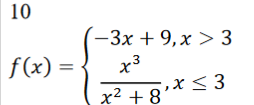 10
f(x) = { −3x + 9, x > 3
x³/(x² + 8), x ≤ 3